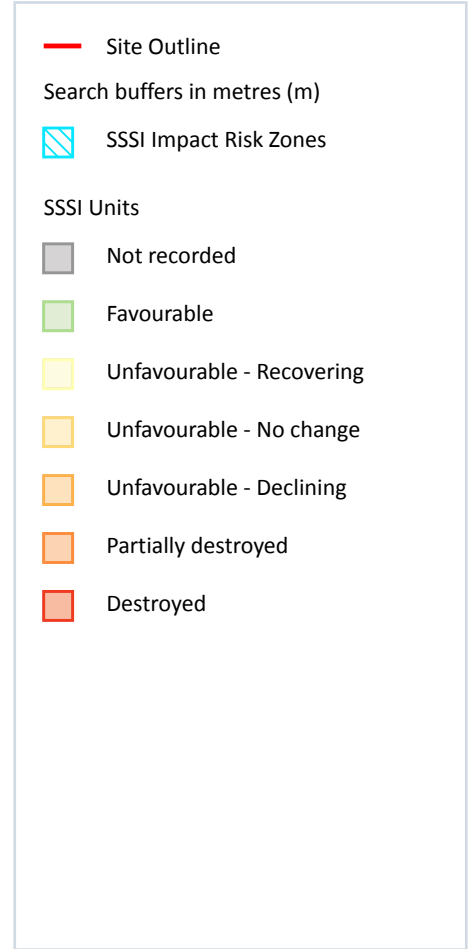 Site Outline
Search buffers in metres (m)
SSSI Impact Risk Zones
SSSI Units
Not recorded
Favourable
Unfavourable - Recovering
Unfavourable - No change
Unfavourable - Declining
Partially destroyed
Destroyed